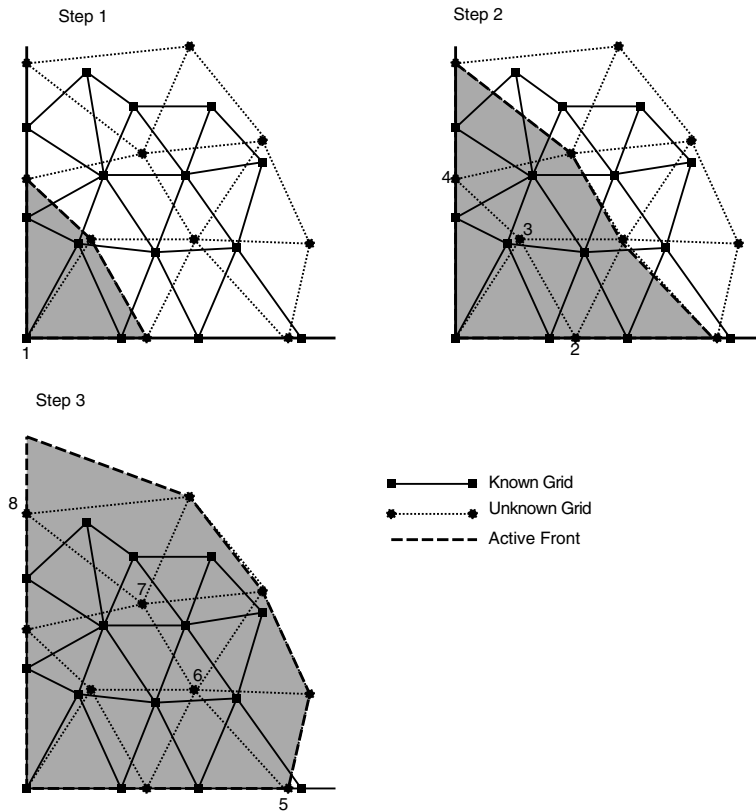 Step 1
Step 2
1
4
3
2
Step 3
8
7
6
5
Known Grid
Unknown Grid
Active Front